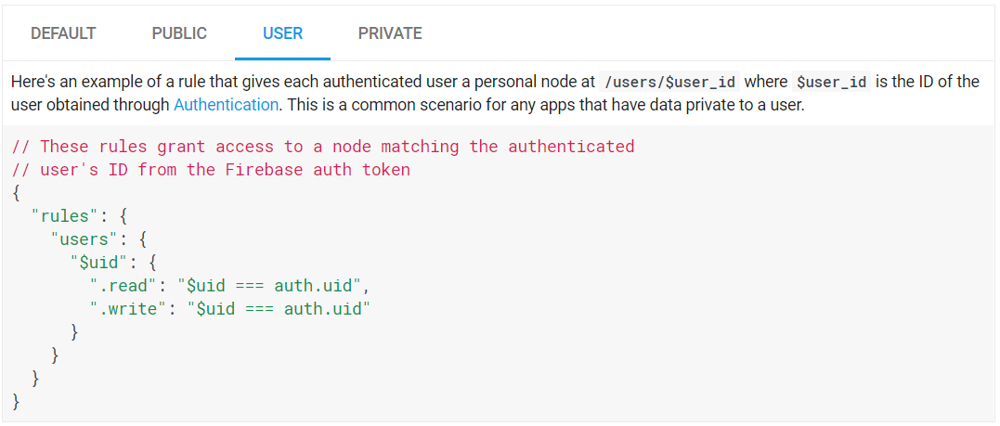 DEFAULT PUBLIC USER PRIVATE
Here's an example of a rule that gives each authenticated user a personal node at /users/$user_id where $user_id is the ID of the
user obtained through Authentication. This is a common scenario for any apps that have data private to a user.
// These rules grant access to a node matching the authenticated
// user's ID from the Firebase auth token
{
  "rules": {
    "users": {
      "$uid": {
        ".read": "$uid === auth.uid",
        ".write": "$uid === auth.uid"
      }
    }
  }
}